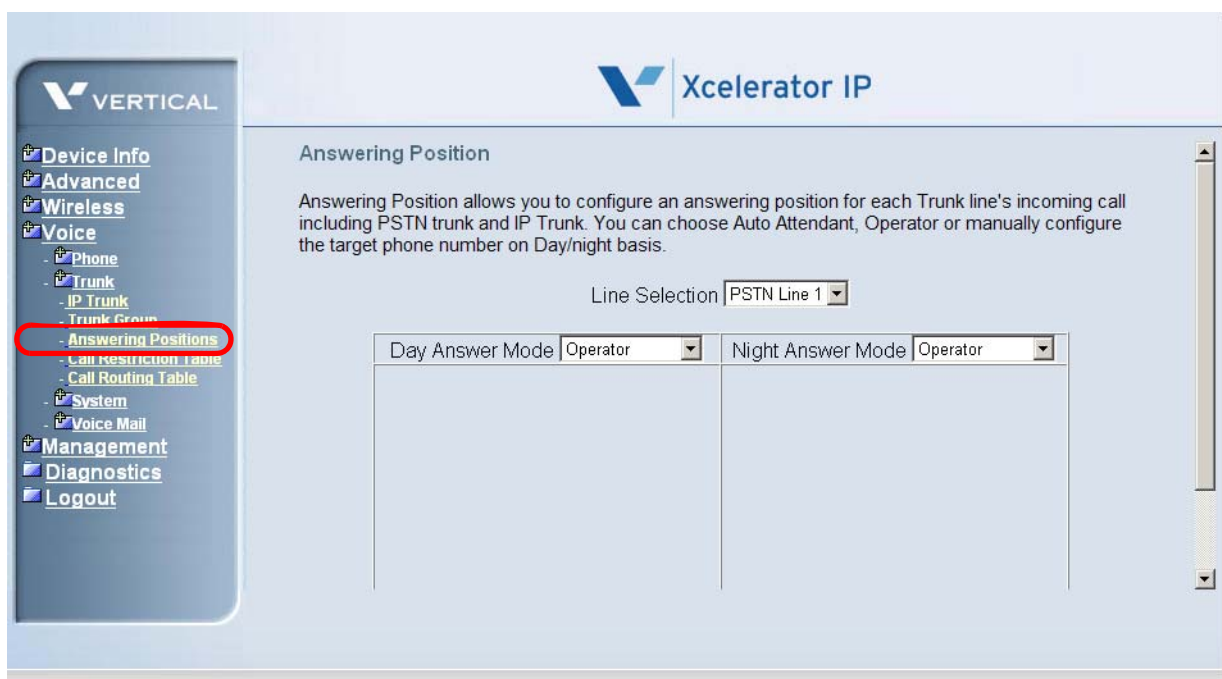 VERTICAL
Xcelerator IP
Device Info
Advanced
Wireless
Voice
- Phone
- Trunk
- IP Trunk
- Trunk Group
- Answering Positions
- Call Restriction Table
- Call Routing Table
- System
- Voice Mail
Management
Diagnostics
Logout
Answering Position
Answering Position allows you to configure an answering position for each Trunk line's incoming call
including PSTN trunk and IP Trunk. You can choose Auto Attendant, Operator or manually configure
the target phone number on Day/night basis.
Line Selection PSTN Line 1
Day Answer Mode Operator Night Answer Mode Operator